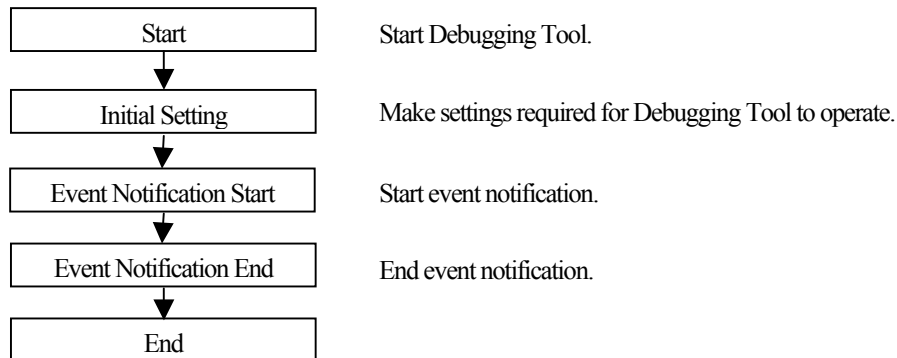 Start
Start Debugging Tool.
Initial Setting
Make settings required for Debugging Tool to operate.
Event Notification Start
Start event notification.
Event Notification End
End event notification.
End